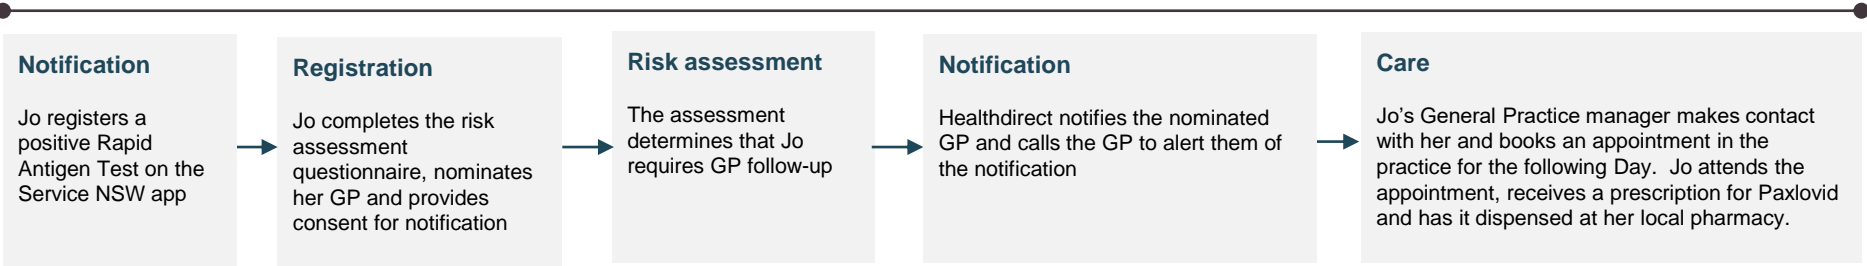 Notification
Jo registers a
positive Rapid
Antigen Test on the
Service NSW app
Registration
Jo completes the risk
assessment
questionnaire, nominates
her GP and provides
consent for notification
Risk assessment
The assessment
determines that Jo
requires GP follow-up
Notification
Healthdirect notifies the nominated
GP and calls the GP to alert them of
the notification
Care
Jo’s General Practice manager makes contact
with her and books an appointment in the
practice for the following Day.  Jo attends the
appointment, receives a prescription for Paxlovid
and has it dispensed at her local pharmacy.